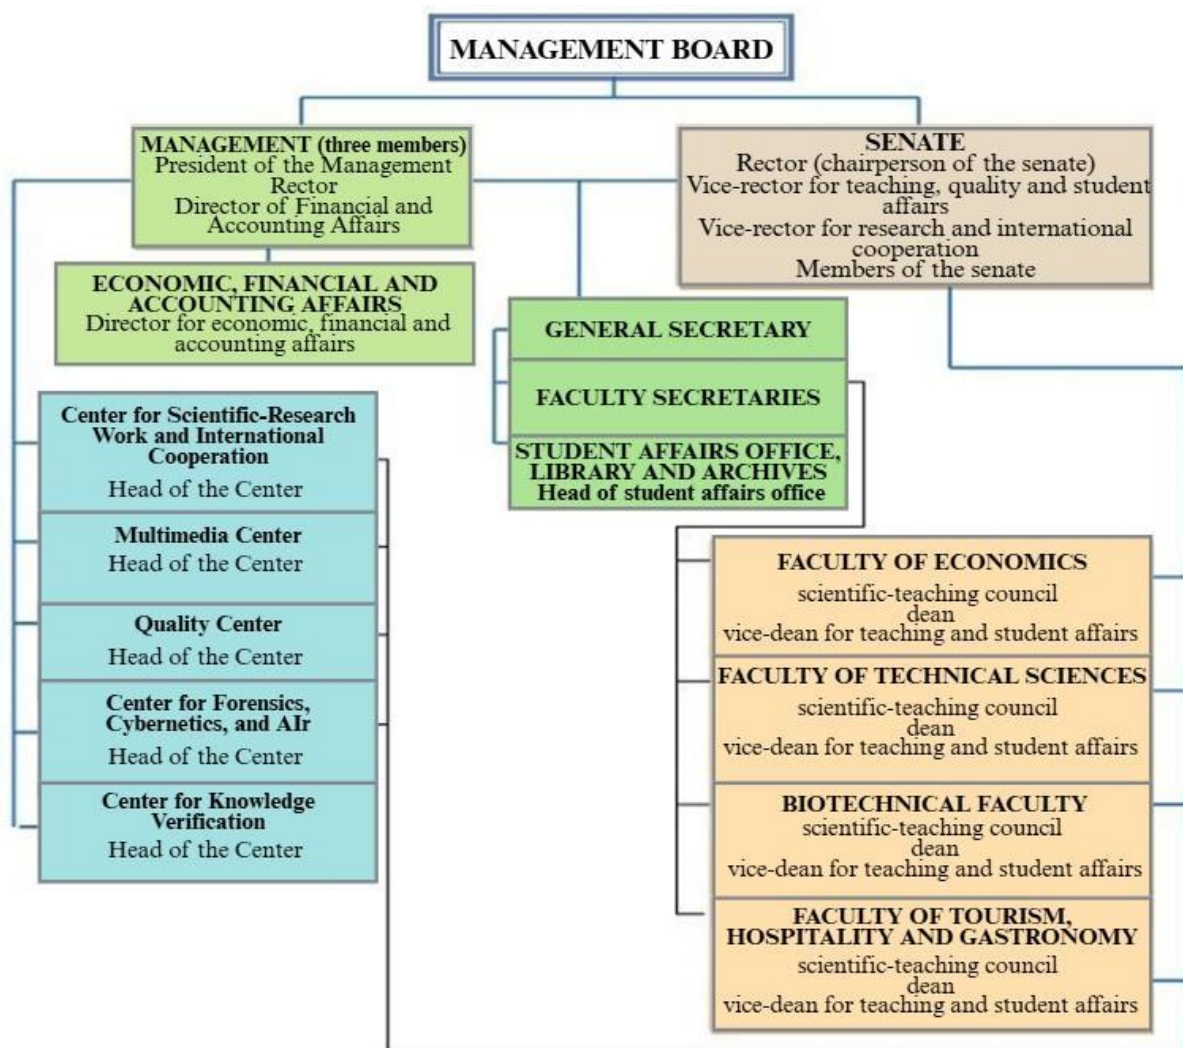 MANAGEMENT BOARD
MANAGEMENT (three members)
President of the Management
Rector
Director of Financial and
Accounting Affairs
SENATE
Rector (chairperson of the senate)
Vice-rector for teaching, quality and student
affairs
Vice-rector for research and international
cooperation
Members of the senate
ECONOMIC, FINANCIAL AND
ACCOUNTING AFFAIRS
Director for economic, financial and
accounting affairs
GENERAL SECRETARY
FACULTY SECRETARIES
STUDENT AFFAIRS OFFICE,
LIBRARY AND ARCHIVES
Head of student affairs office
Center for Scientific-Research
Work and International
Cooperation
Head of the Center
Multimedia Center
Head of the Center
Quality Center
Head of the Center
Center for Forensics,
Cybernetics, and AIr
Head of the Center
Center for Knowledge
Verification
Head of the Center
FACULTY OF ECONOMICS
scientific-teaching council
dean
vice-dean for teaching and student affairs
FACULTY OF TECHNICAL SCIENCES
scientific-teaching council
dean
vice-dean for teaching and student affairs
BIOTECHNICAL FACULTY
scientific-teaching council
dean
vice-dean for teaching and student affairs
FACULTY OF TOURISM,
HOSPITALITY AND GASTRONOMY
scientific-teaching council
dean
vice-dean for teaching and student affairs